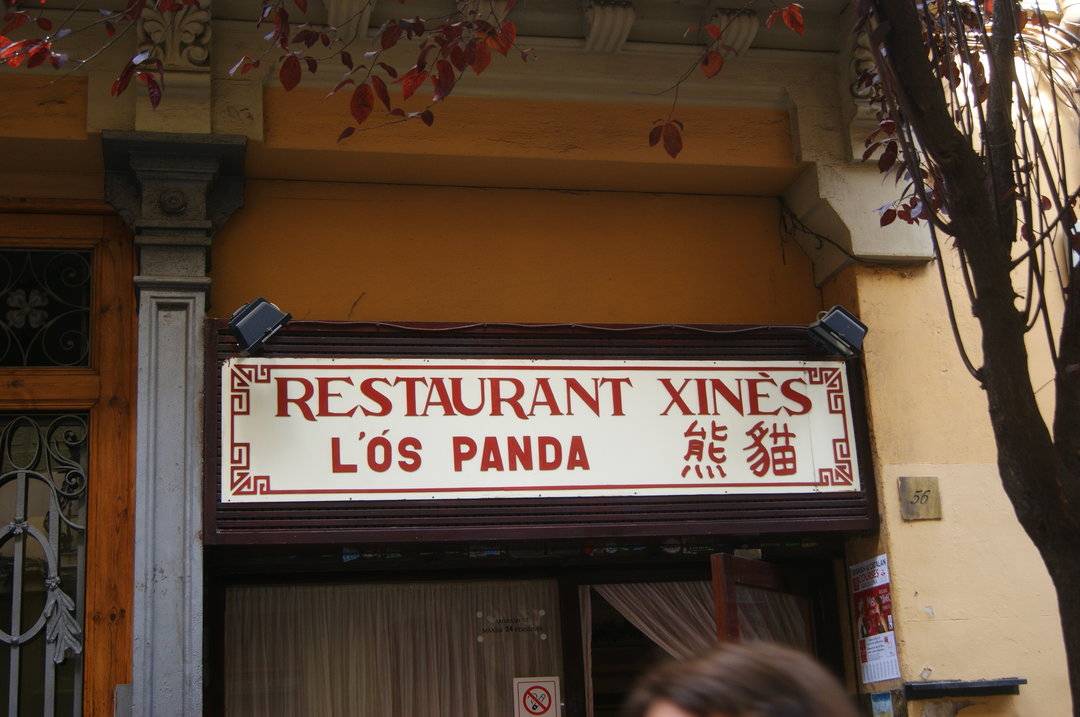 RESTAURANT XINÈS
L'ÓS PANDA 熊貓
56